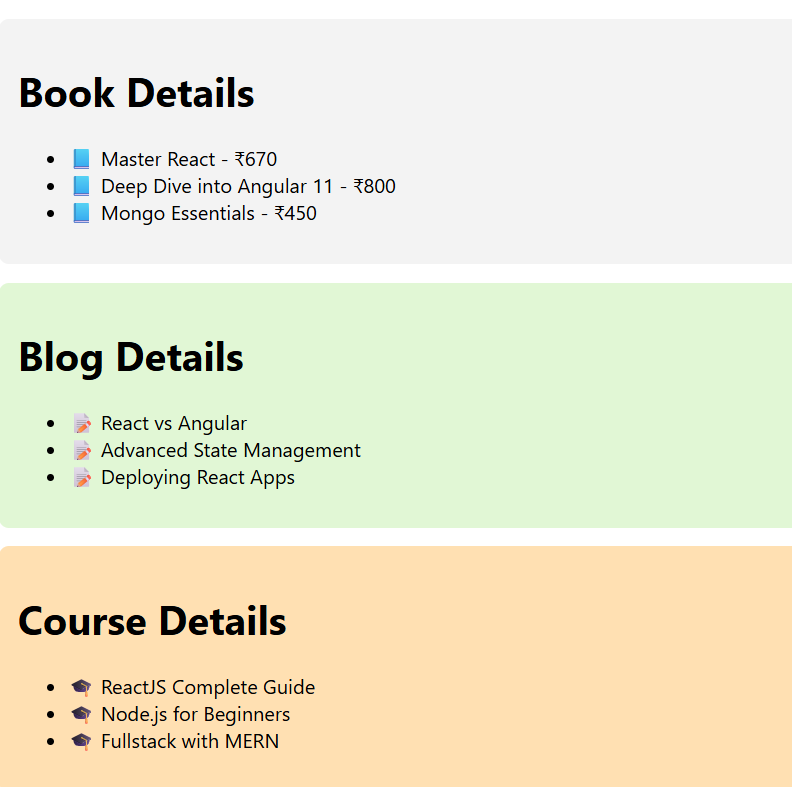 Book Details
📘 Master React - ₹670
📘 Deep Dive into Angular 11 - ₹800
📘 Mongo Essentials - ₹450
Blog Details
📝 React vs Angular
📝 Advanced State Management
📝 Deploying React Apps
Course Details
🎓 ReactJS Complete Guide
🎓 Node.js for Beginners
🎓 Fullstack with MERN